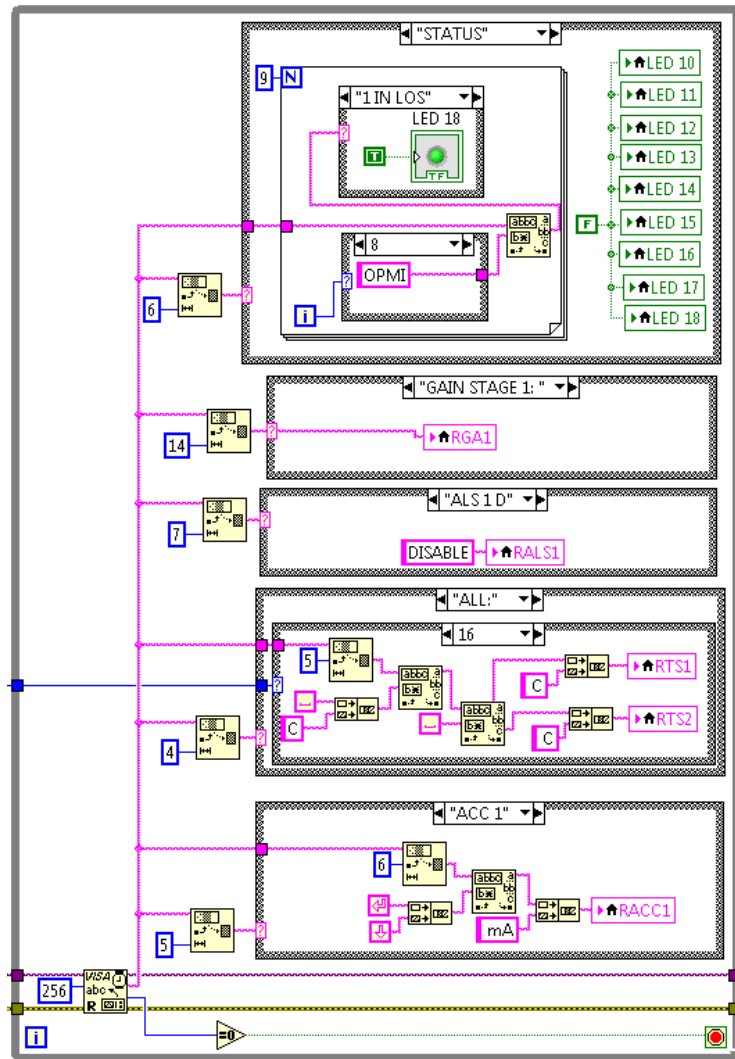 "STATUS"
9 N
"1 IN LOS"
LED 18
T
TF
8
OPMI
i
F
LED 10
LED 11
LED 12
LED 13
LED 14
LED 15
LED 16
LED 17
LED 18
6
"GAIN STAGE 1: "
14
RGA1
"ALS 1 D"
7
DISABLE
RALS1
"ALL:"
16
5
C
C
RTS1
C
RTS2
4
"ACC 1"
6
mA
RACC1
5
256
VISA
abc
R
=0
i